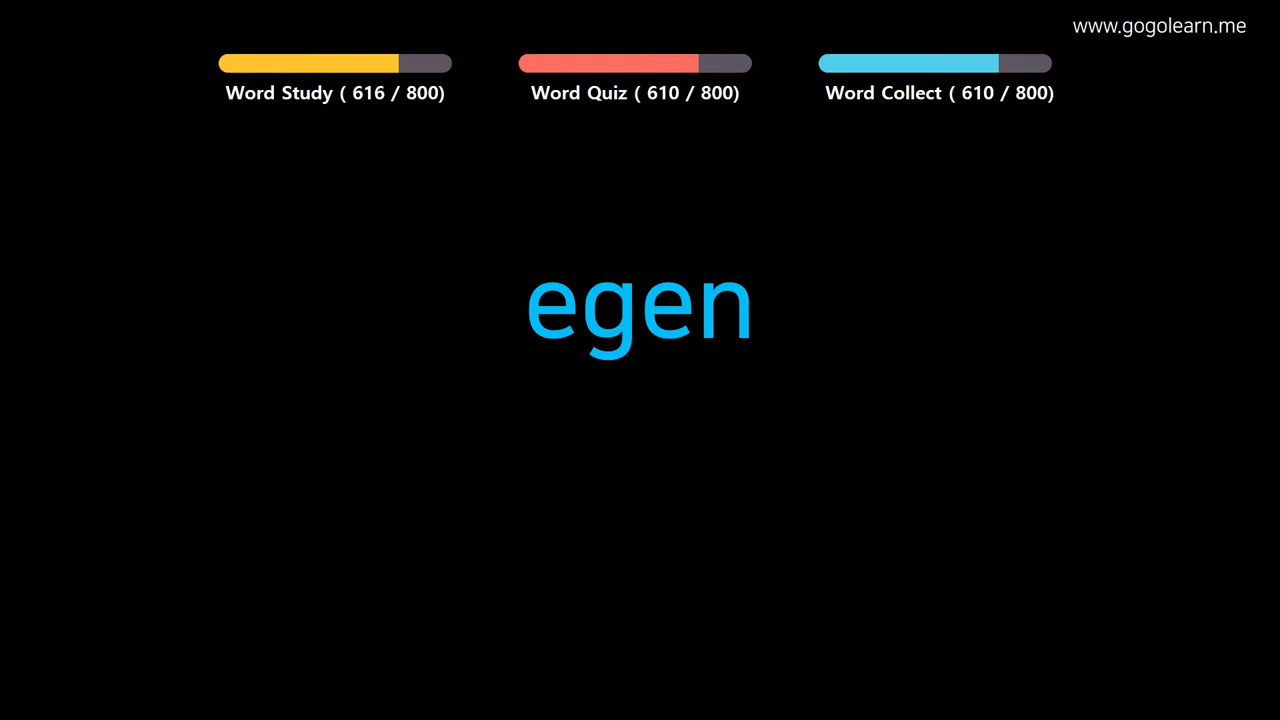 www.gogolearn.me
Word Study ( 616 / 800)
Word Quiz ( 610 / 800)
Word Collect ( 610 / 800)
egen